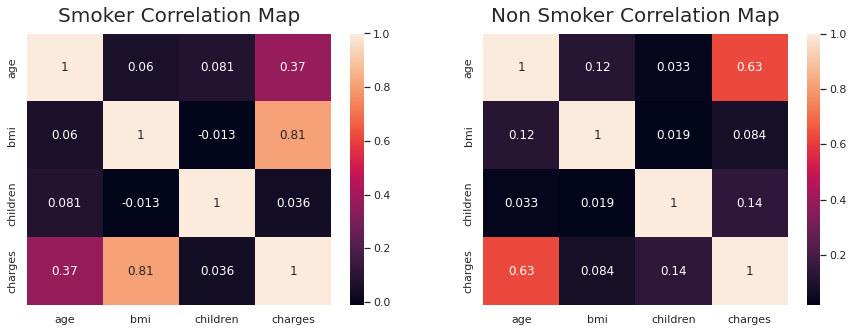 Smoker Correlation Map
age 1 0.06 0.081 0.37
bmi 0.06 1 -0.013 0.81
children 0.081 -0.013 1 0.036
charges 0.37 0.81 0.036 1
age bmi children charges
1.0
0.8
0.6
0.4
0.2
0.0
Non Smoker Correlation Map
age 1 0.12 0.033 0.63
bmi 0.12 1 0.019 0.084
children 0.033 0.019 1 0.14
charges 0.63 0.084 0.14 1
age bmi children charges
1.0
0.8
0.6
0.4
0.2